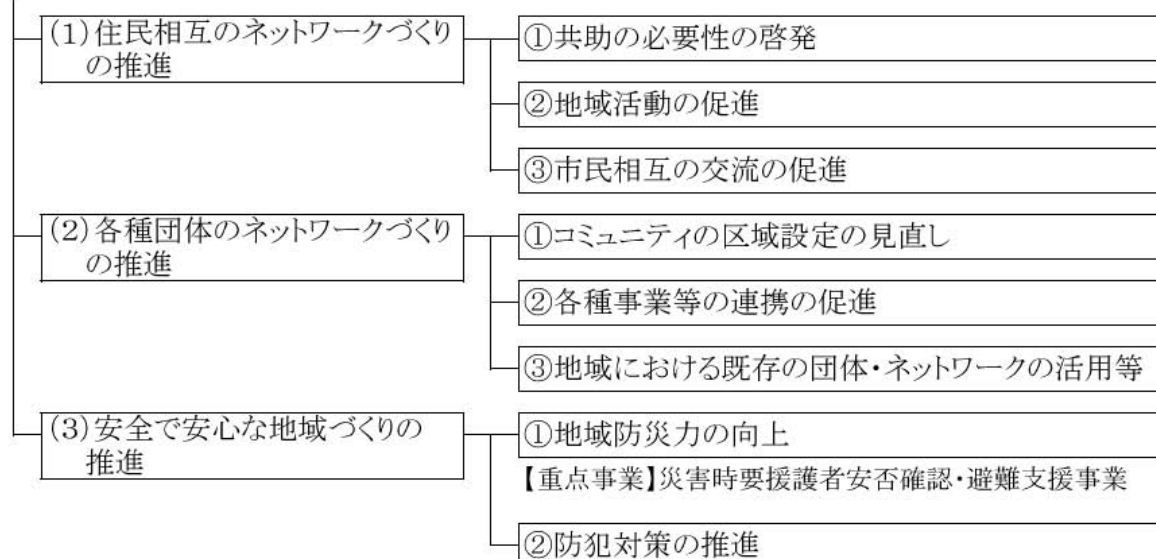 (1)住民相互のネットワークづくり
の推進
①共助の必要性の啓発
②地域活動の促進
③市民相互の交流の促進
(2)各種団体のネットワークづくり
の推進
①コミュニティの区域設定の見直し
②各種事業等の連携の促進
③地域における既存の団体・ネットワークの活用等
(3)安全で安心な地域づくりの
推進
①地域防災力の向上
【重点事業】災害時要援護者安否確認・避難支援事業
②防犯対策の推進